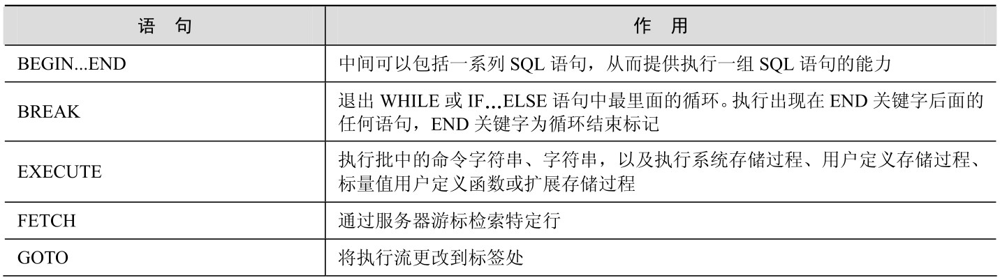 语 句 作 用
BEGIN...END 中间可以包括一系列 SQL 语句，从而提供执行一组 SQL 语句的能力
BREAK 退出 WHILE 或 IF...ELSE 语句中最里面的循环。执行出现在 END 关键字后面的
任何语句，END 关键字为循环结束标记
EXECUTE 执行批中的命令字符串、字符串，以及执行系统存储过程、用户定义存储过程、
标量值用户定义函数或扩展存储过程
FETCH 通过服务器游标检索特定行
GOTO 将执行流更改到标签处